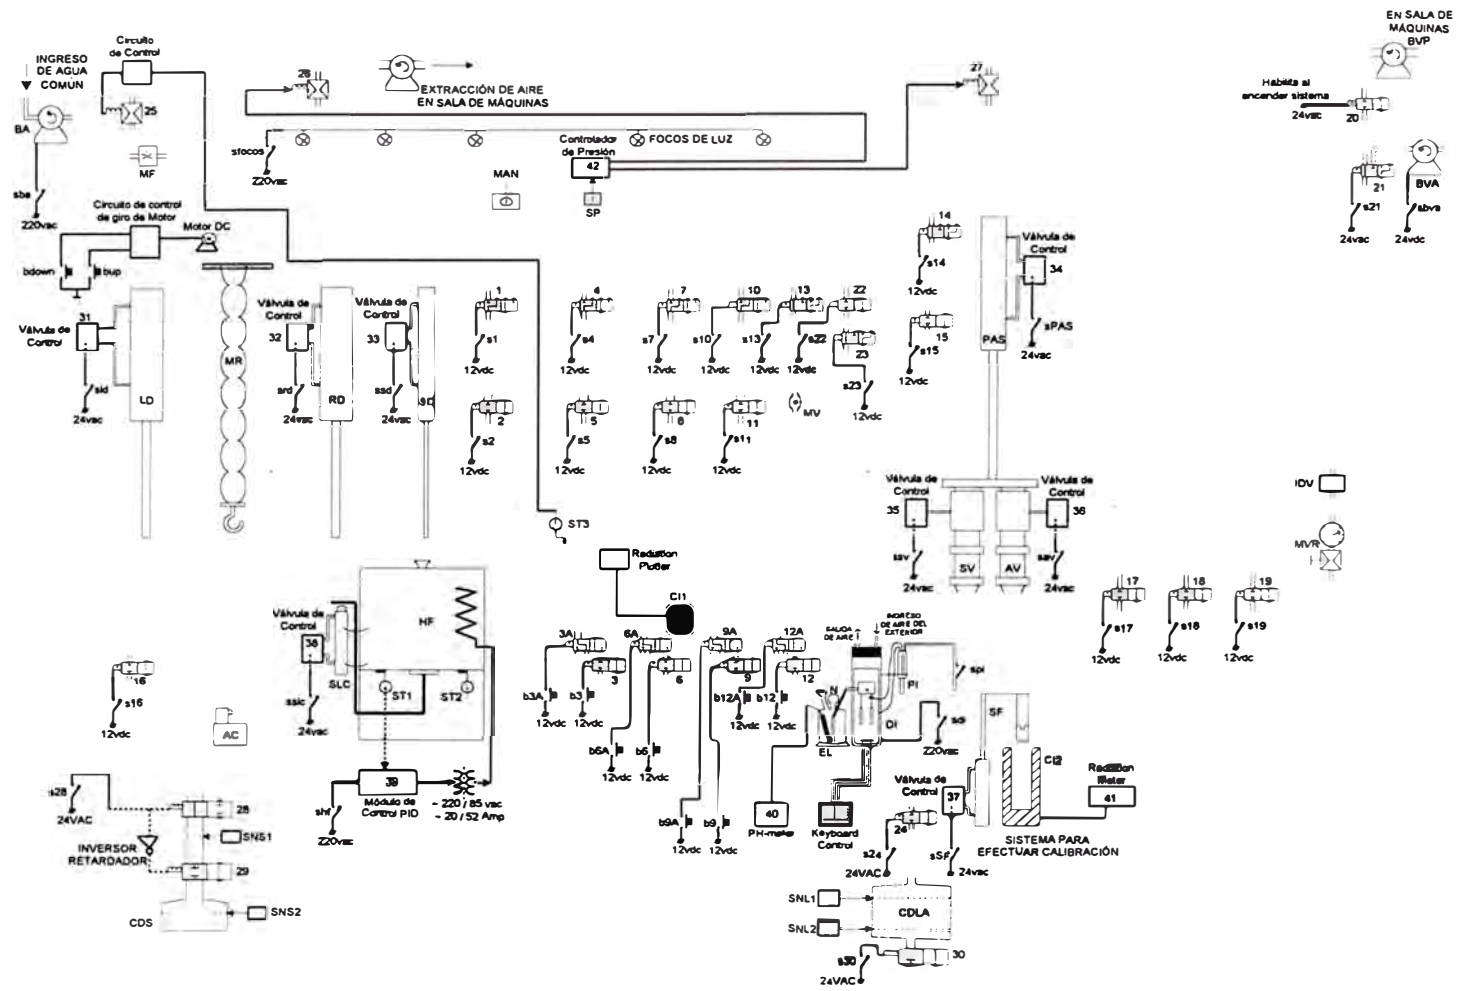 EN SALA DE
MÁQUINAS
BVP
INGRESO
DE AGUA
COMÚN
BA
Circuito
de Control
25
MF
26
EXTRACCIÓN DE AIRE
EN SALA DE MÁQUINAS
27
Habilita al
encender sistema
24vac
20
sfocos
220vac
FOCOS DE LUZ
Controlador
de Presión
42
SP
MAN
sba
220vac
21
s21
24vac
BVA
sbva
24vdc
Circuito de control
de giro de Motor
Motor DC
bdown
bup
31
Válvula de
Control
sld
24vac
LD
MR
Válvula de
Control
32
srd
24vac
RD
Válvula de
Control
33
ssd
24vac
SD
1
s1
12vdc
4
s4
12vdc
7
s7
12vdc
10
s10
12vdc
13
s13
12vdc
22
s22
12vdc
23
s23
12vdc
14
s14
12vdc
15
s15
12vdc
PAS
Válvula de
Control
34
sPAS
24vac
2
s2
12vdc
5
s5
12vdc
8
s8
12vdc
11
s11
12vdc
MV
ST3
Válvula de
Control
35
ssv
24vac
SV
AV
Válvula de
Control
36
sav
24vac
IDV
MVR
17
s17
12vdc
18
s18
12vdc
19
s19
12vdc
Radiation
Plotter
CI1
Válvula de
Control
38
SLC
sslc
24vac
HF
ST1
ST2
39
Módulo de
Control PID
shf
220vac
~ 220 / 85 vac
~ 20 / 52 Amp
3A
b3A
12vdc
3
b3
12vdc
6A
b6A
12vdc
6
b6
12vdc
9A
b9A
12vdc
9
b9
12vdc
12A
b12A
12vdc
12
b12
12vdc
SALIDA
DE AIRE
INGRESO
DE AIRE DEL
EXTERIOR
N
EL
DI
PI
spi
sdi
220vac
40
PH-meter
Keyboard
Control
SF
CI2
Válvula de
Control
37
sSF
24vac
24
s24
24VAC
Radiation
Meter
41
SISTEMA PARA
EFECTUAR CALIBRACIÓN
16
s16
12vdc
AC
s28
24VAC
28
SNS1
INVERSOR
RETARDADOR
29
CDS
SNS2
SNL1
SNL2
CDLA
s30
24VAC
30